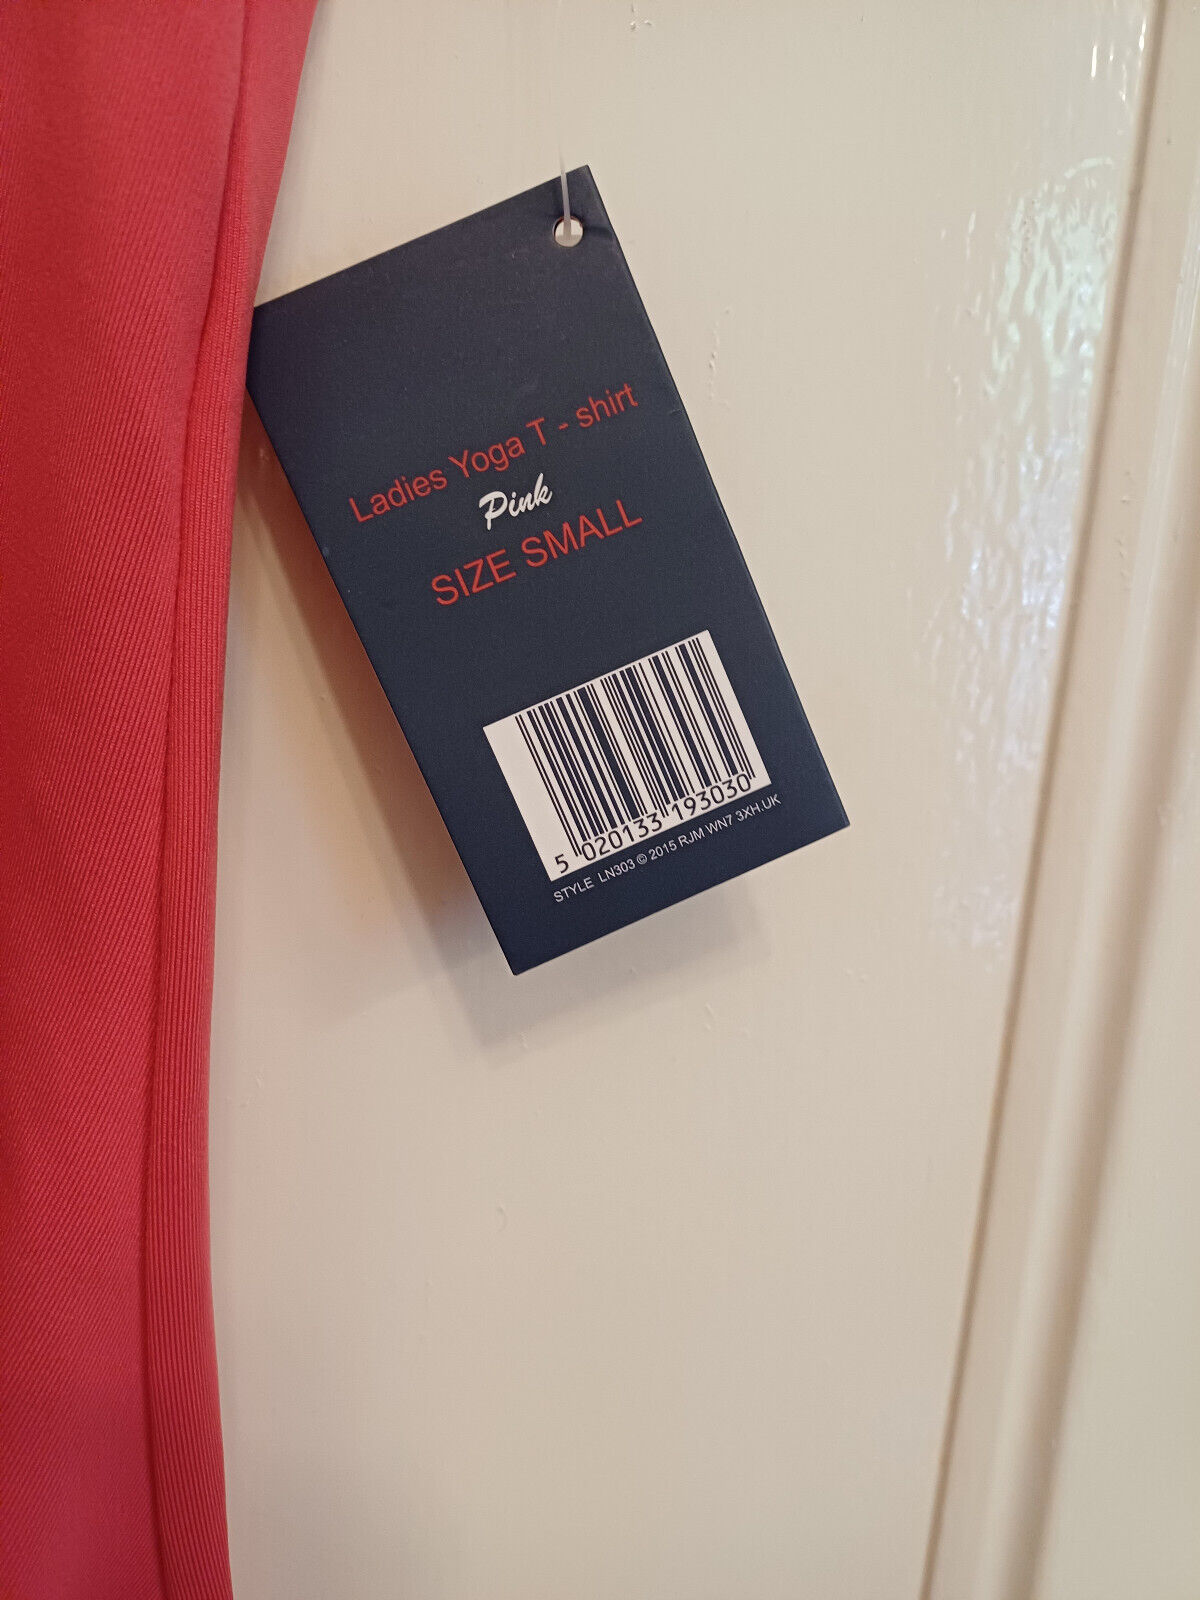 Ladies Yoga T - shirt
Pink
SIZE SMALL
5 020133 193030
STYLE LN303 © 2015 RJM WN7 3XH.UK